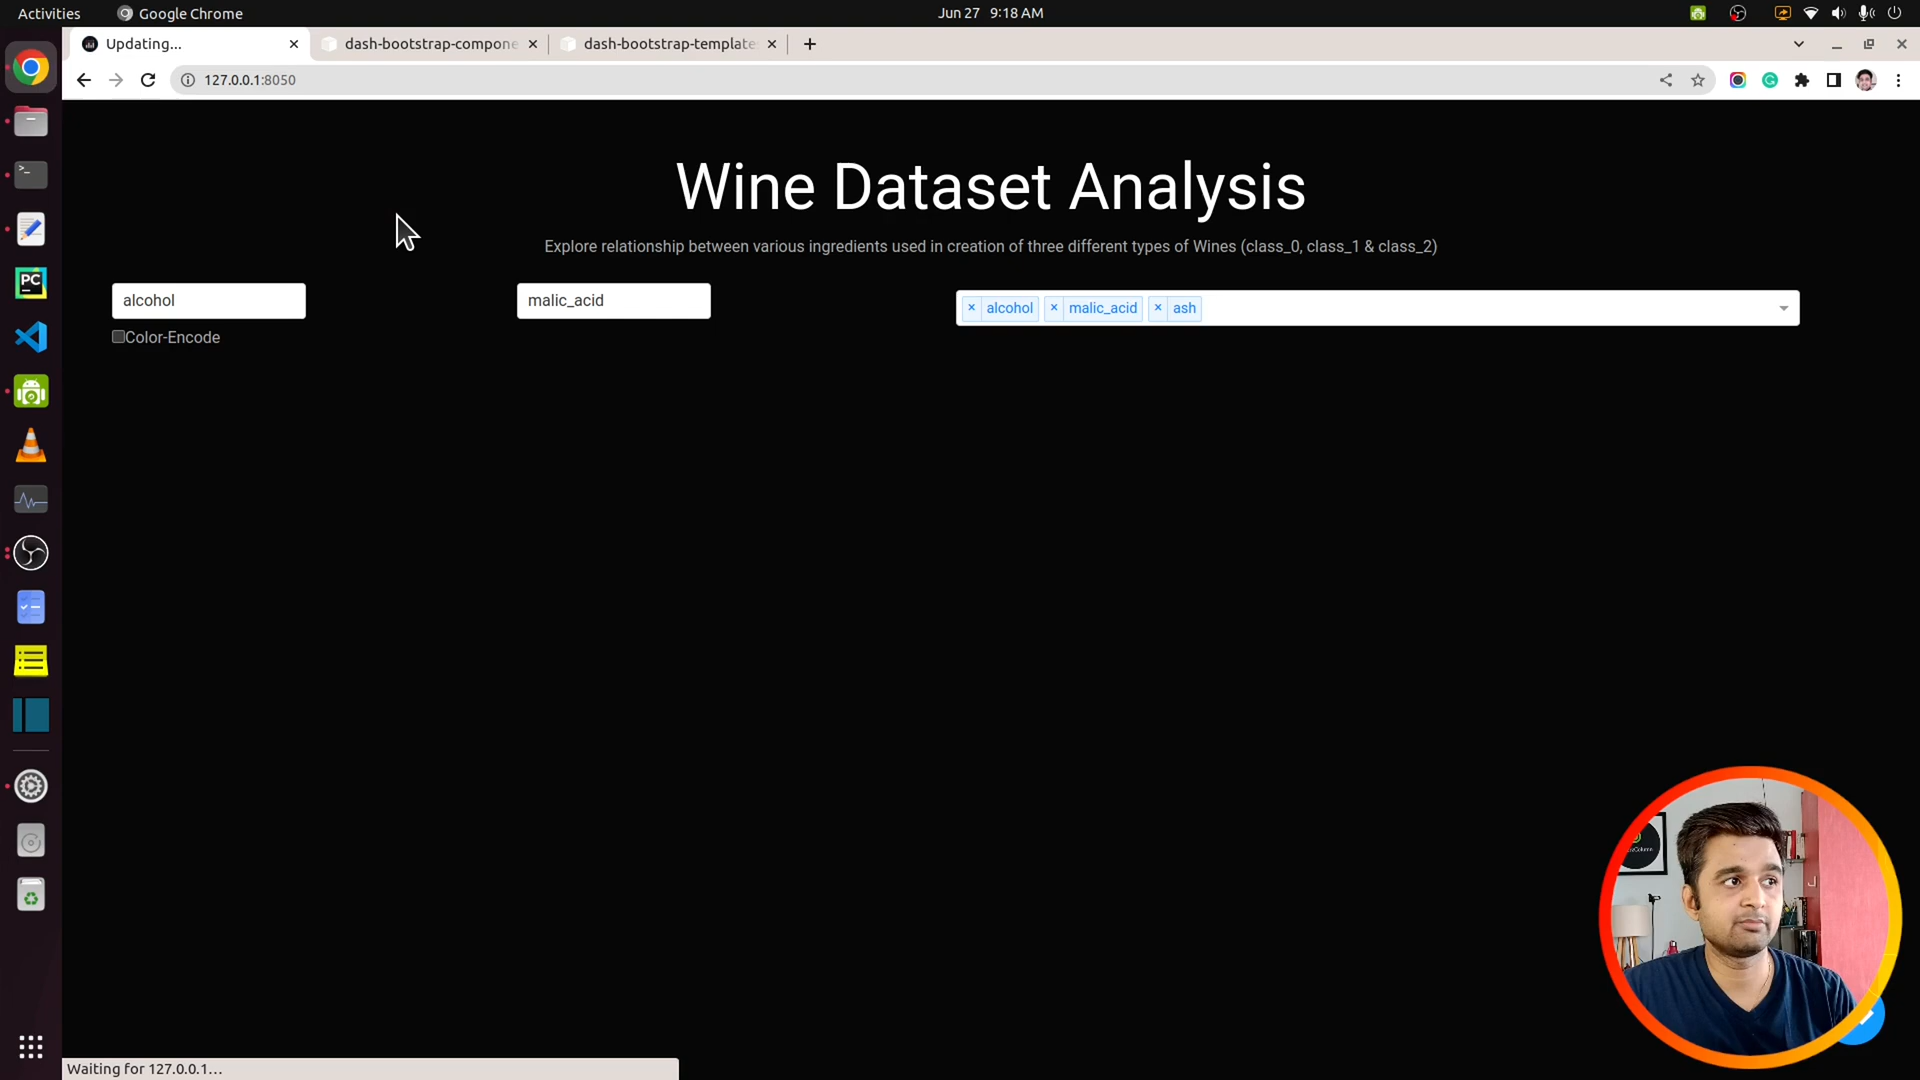 Activities Google Chrome Jun 27 9:18 AM
Updating... dash-bootstrap-compone dash-bootstrap-template
127.0.0.1:8050
Wine Dataset Analysis
Explore relationship between various ingredients used in creation of three different types of Wines (class_0, class_1 & class_2)
alcohol malic_acid × alcohol × malic_acid × ash
Color-Encode
PC
Waiting for 127.0.0.1...